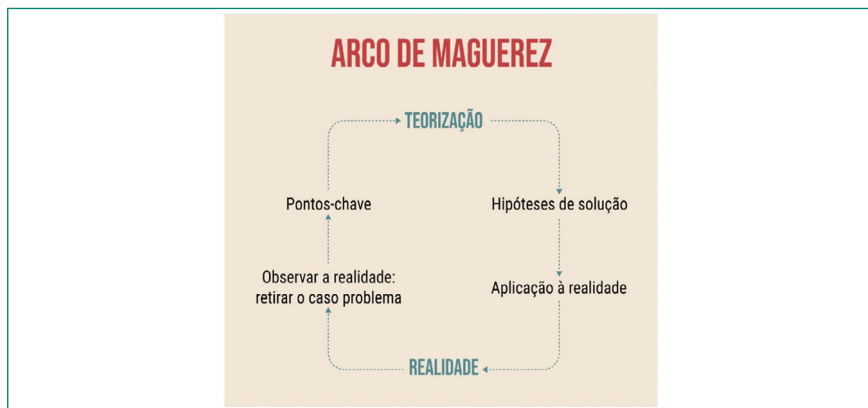 ARCO DE MAGUEREZ
TEORIZAÇÃO
Pontos-chave
Hipóteses de solução
Observar a realidade:
retirar o caso problema
Aplicação à realidade
REALIDADE